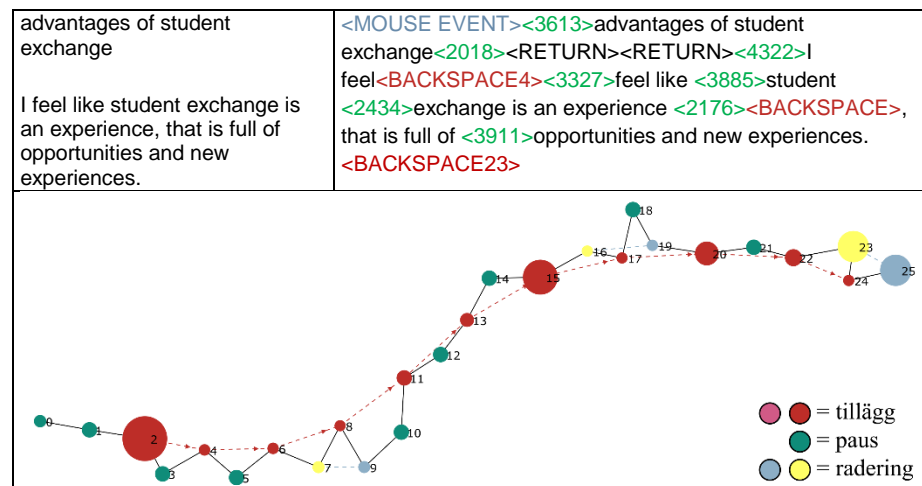 advantages of student
exchange
I feel like student exchange is
an experience, that is full of
opportunities and new
experiences.
<MOUSE EVENT><3613>advantages of student
exchange<2018><RETURN><RETURN><4322>I
feel<BACKSPACE4><3327>feel like <3885>student
<2434>exchange is an experience <2176><BACKSPACE>,
that is full of <3911>opportunities and new experiences.
<BACKSPACE23>
0
1
2
3
4
5
6
7
8
9
10
11
12
13
14
15
16
17
18
19
20
21
22
23
24
25
= tillägg
= paus
= radering